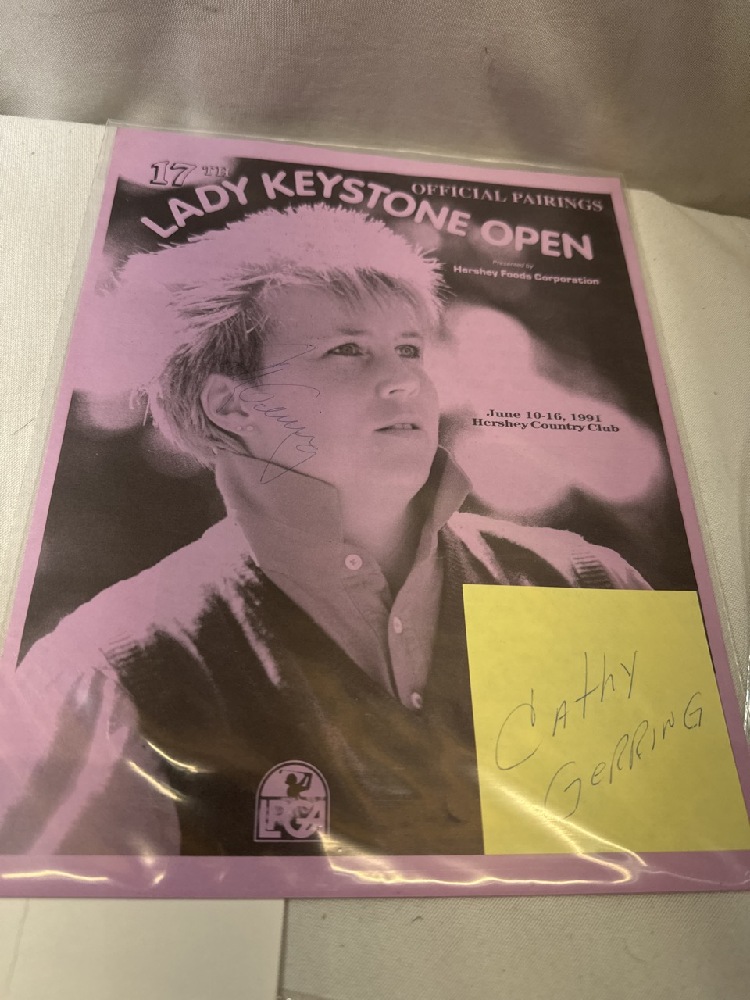 17TH
LADY KEYSTONE OPEN
OFFICIAL PAIRINGS
Presented by
Hershey Foods Corporation
June 10-16, 1991
Hershey Country Club
CAthy
GERRING
LPGA